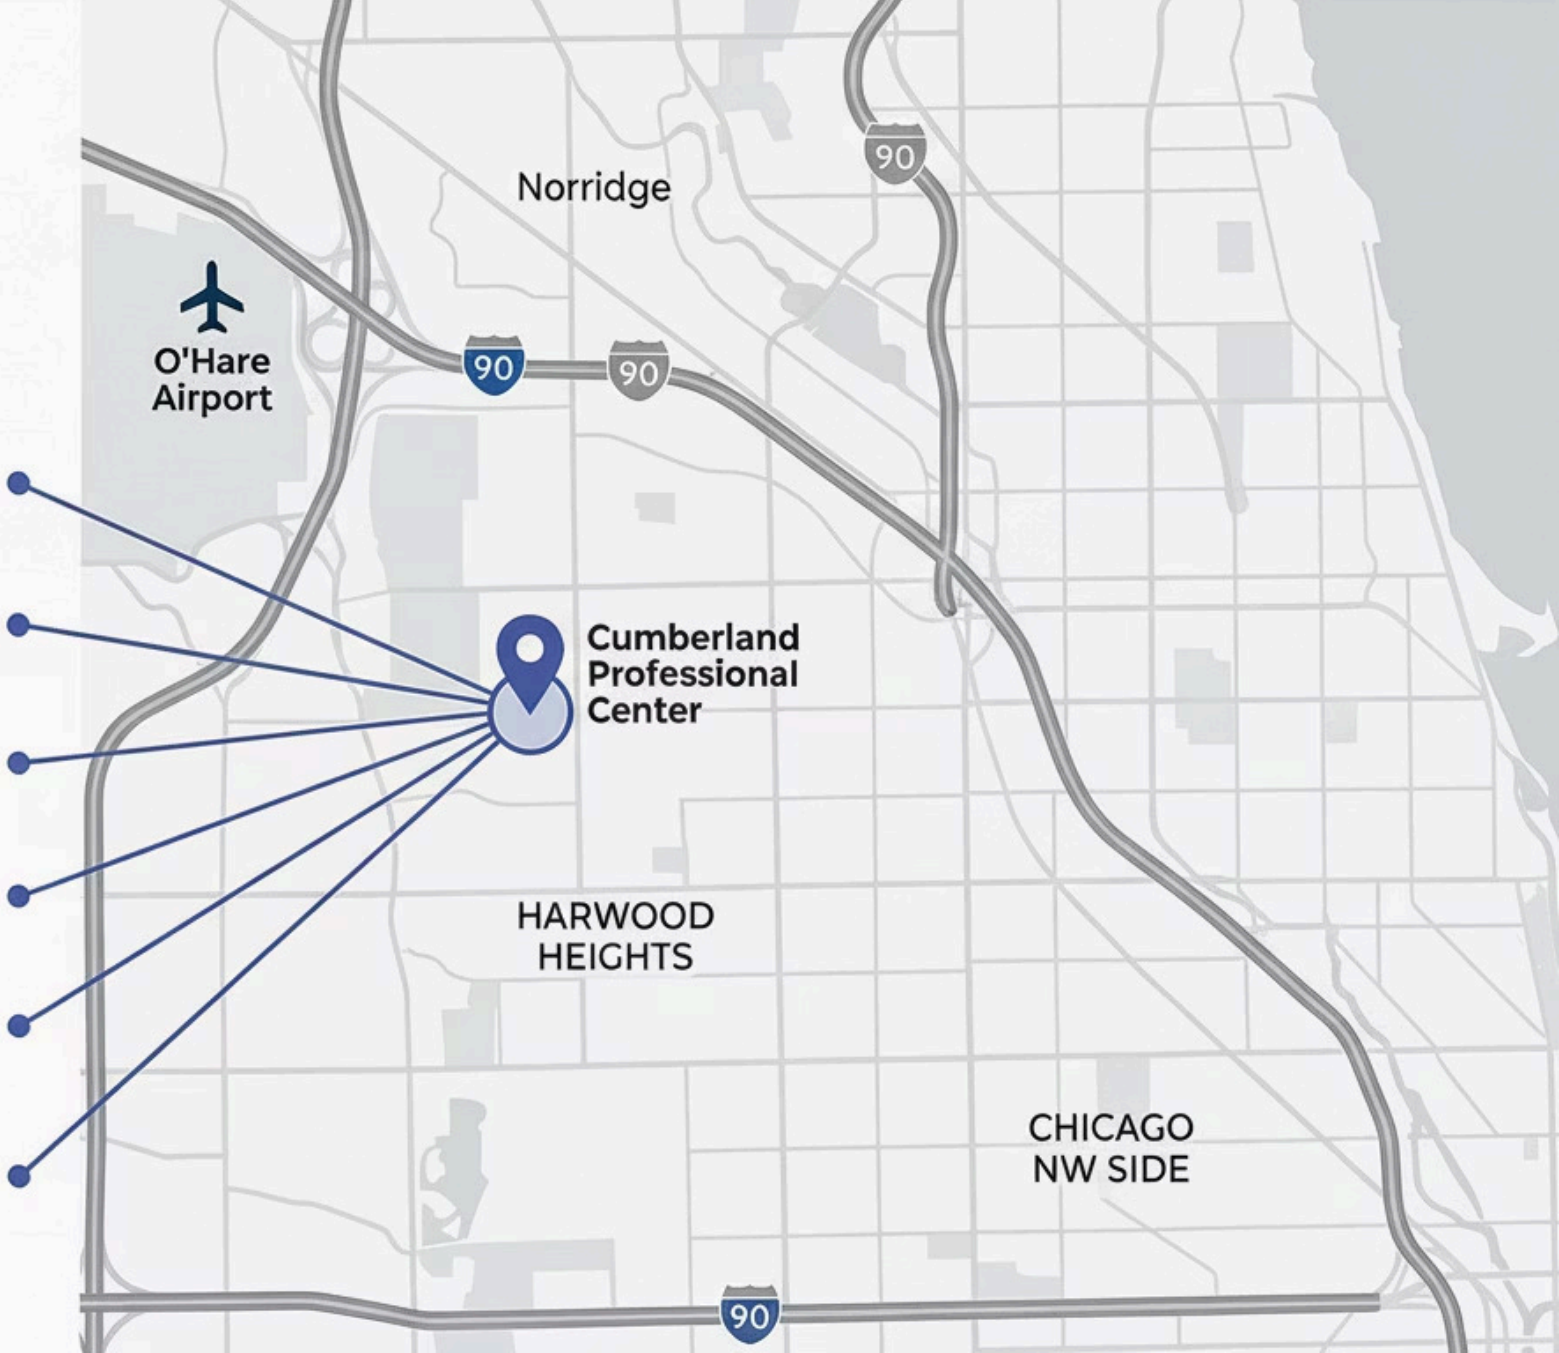 90
Norridge
O'Hare
Airport
90
90
Cumberland
Professional
Center
HARWOOD
HEIGHTS
CHICAGO
NW SIDE
90